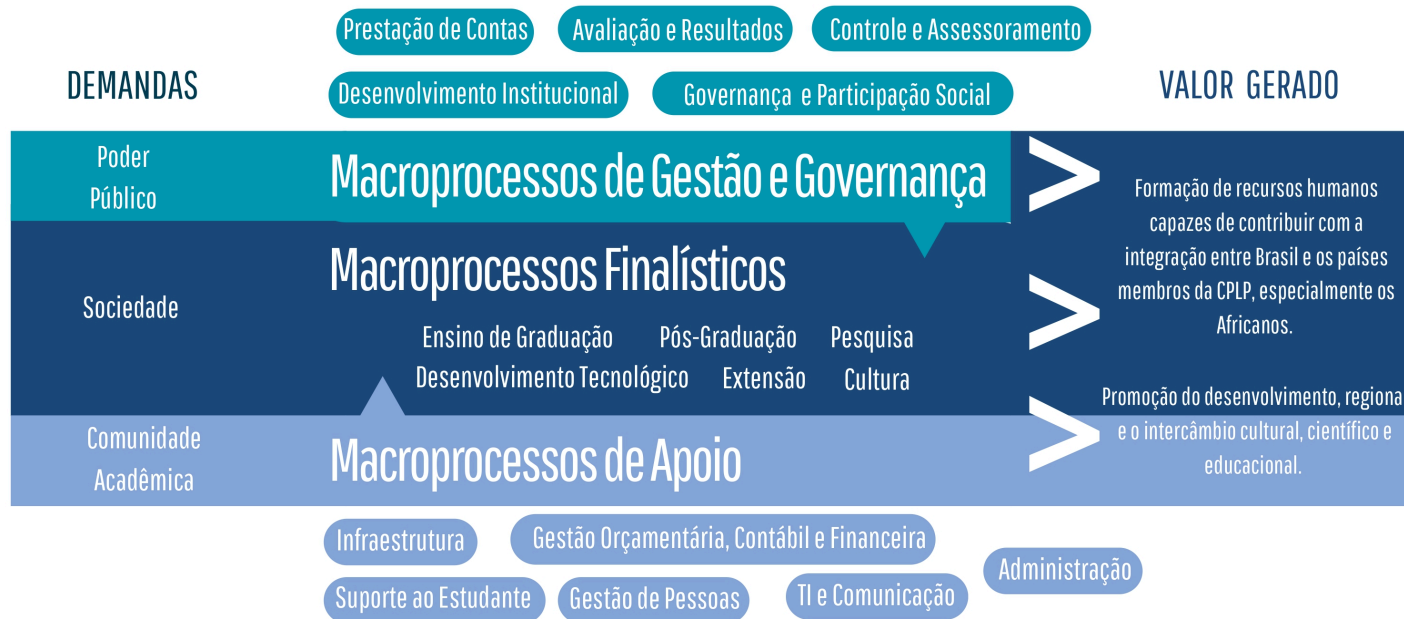 Prestação de Contas
Avaliação e Resultados
Controle e Assessoramento
DEMANDAS
Desenvolvimento Institucional
Governança e Participação Social
VALOR GERADO
Poder
Público
Macroprocessos de Gestão e Governança
Sociedade
Macroprocessos Finalísticos
Ensino de Graduação
Pós-Graduação
Pesquisa
Desenvolvimento Tecnológico
Extensão
Cultura
Comunidade
Acadêmica
Macroprocessos de Apoio
Formação de recursos humanos
capazes de contribuir com a
integração entre Brasil e os países
membros da CPLP, especialmente os
Africanos.
Promoção do desenvolvimento, regiona
e o intercâmbio cultural, científico e
educacional.
Infraestrutura
Gestão Orçamentária, Contábil e Financeira
Administração
Suporte ao Estudante
Gestão de Pessoas
TI e Comunicação